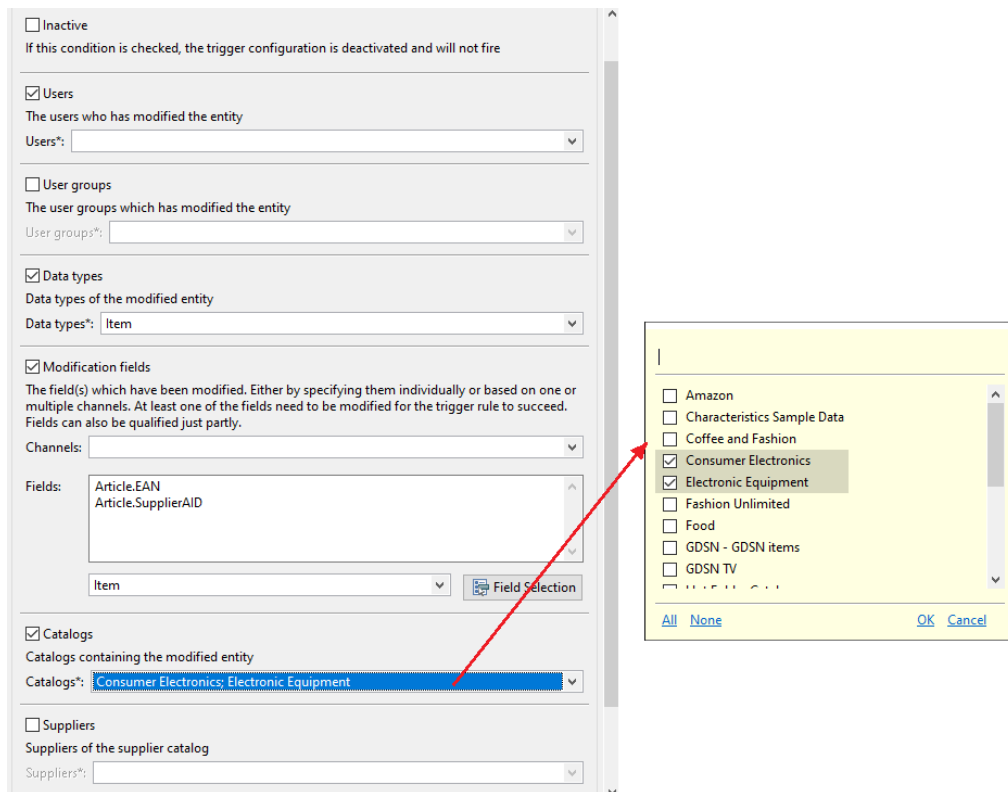 Inactive
If this condition is checked, the trigger configuration is deactivated and will not fire
Users
The users who has modified the entity
Users*:
User groups
The user groups which has modified the entity
User groups*:
Data types
Data types of the modified entity
Data types*: Item
Modification fields
The field(s) which have been modified. Either by specifying them individually or based on one or
multiple channels. At least one of the fields need to be modified for the trigger rule to succeed.
Fields can also be qualified just partly.
Channels:
Fields: Article.EAN
Article.SupplierAID
Item Field Selection
Catalogs
Catalogs containing the modified entity
Catalogs*: Consumer Electronics; Electronic Equipment
Suppliers
Suppliers of the supplier catalog
Suppliers*:
Amazon
Characteristics Sample Data
Coffee and Fashion
Consumer Electronics
Electronic Equipment
Fashion Unlimited
Food
GDSN - GDSN items
GDSN TV
All None OK Cancel